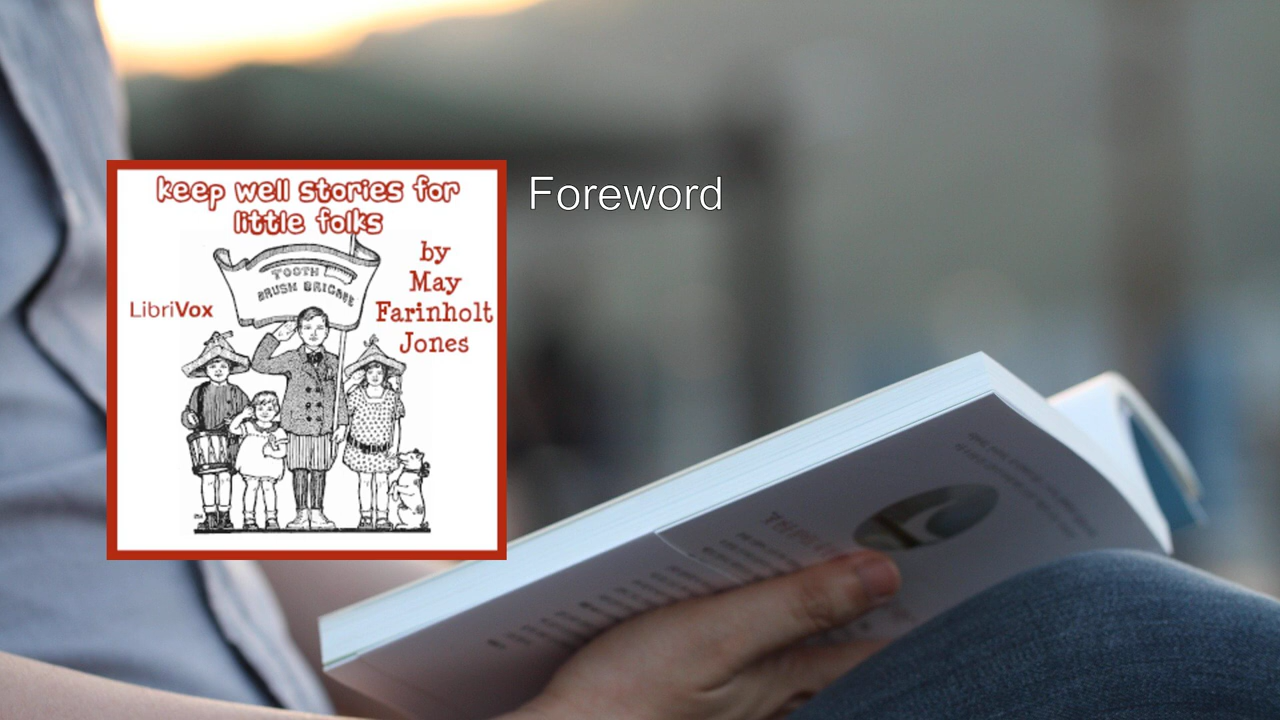 keep well stories for
little folks
by
May
Farinholt
Jones
LibriVox
TOOTH
BRUSH BRIGADE
Foreword